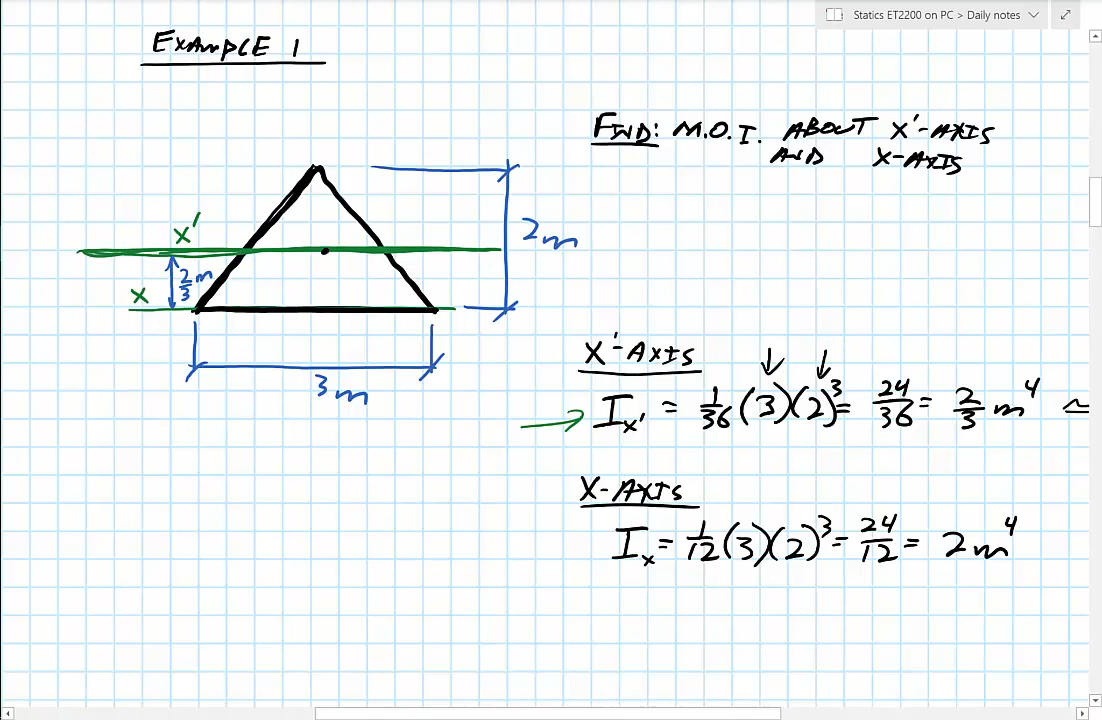 Statics ET2200 on PC > Daily notes
EXAMPLE 1
FIND: M.O.I. ABOUT X'-AXIS
AND X-AXIS
X'
2m
2/3 m
X
3m
X'-AXIS
Ix' = 1/36 (3)(2)³ = 24/36 = 2/3 m⁴ ≃
X-AXIS
Ix = 1/12 (3)(2)³ = 24/12 = 2m⁴